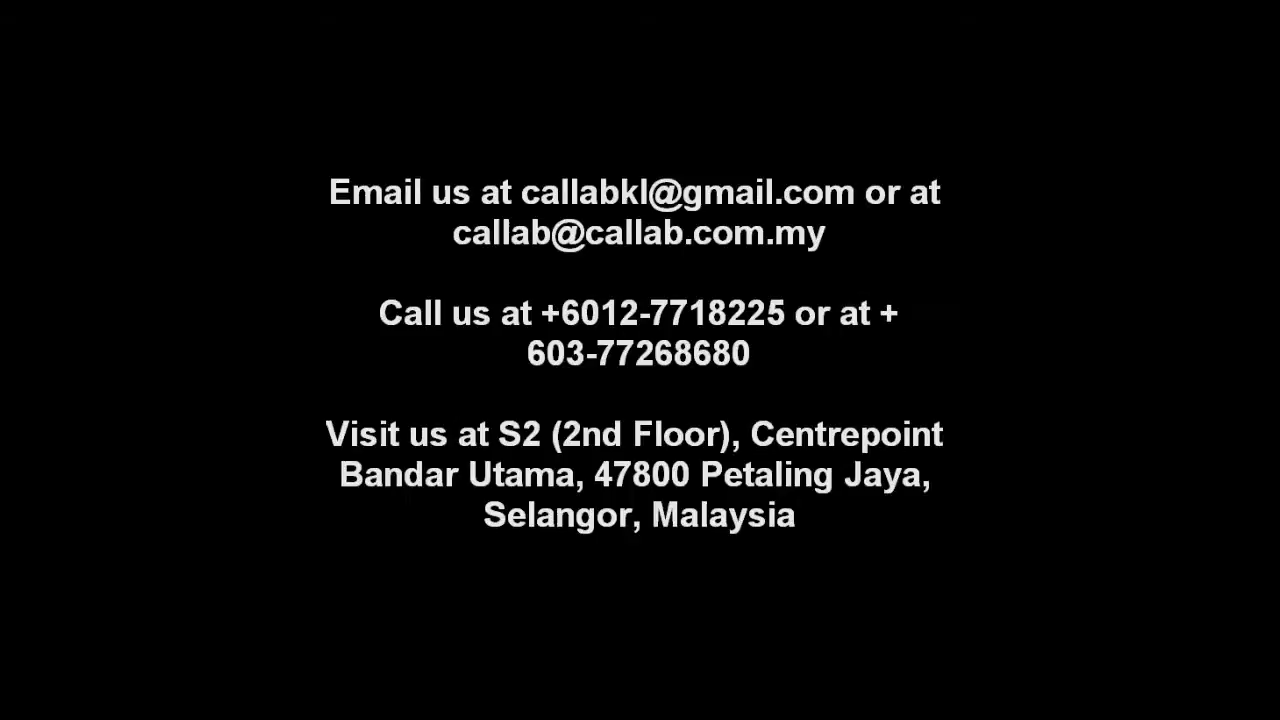 Email us at callabkl@gmail.com or at
callab@callab.com.my
Call us at +6012-7718225 or at +
603-77268680
Visit us at S2 (2nd Floor), Centrepoint
Bandar Utama, 47800 Petaling Jaya,
Selangor, Malaysia